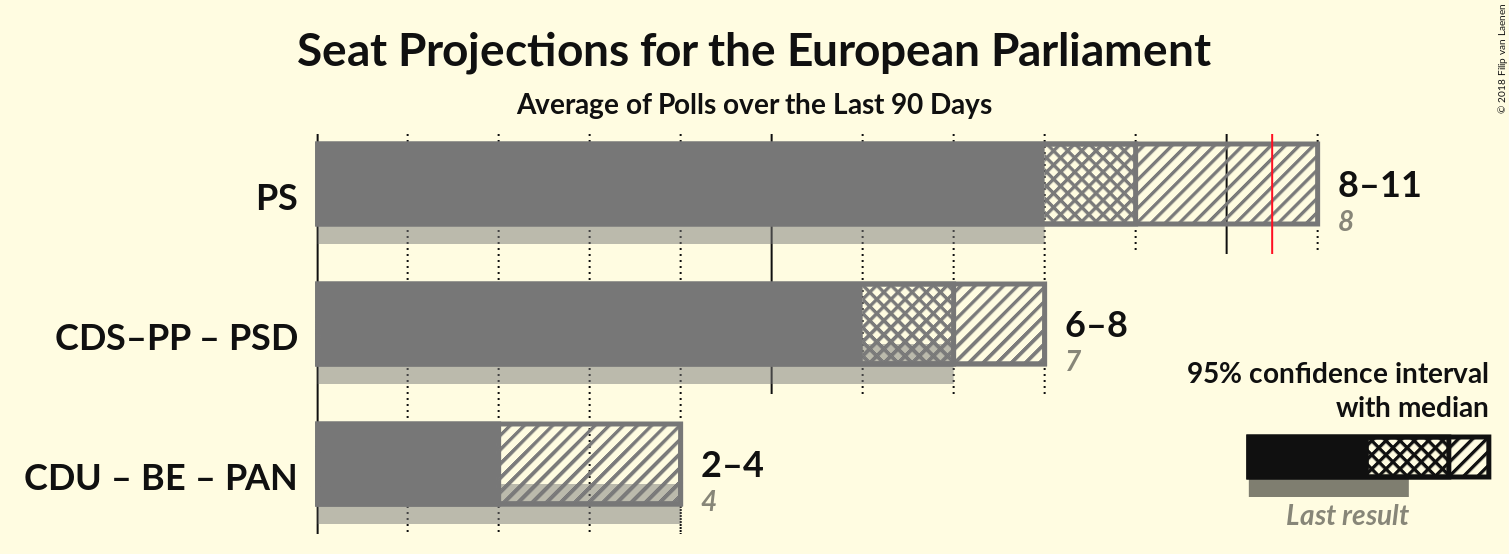 Seat Projections for the European Parliament
Average of Polls over the Last 90 Days
© 2018 Filip van Laenen
PS
8–11
8
CDS–PP – PSD
6–8
7
CDU – BE – PAN
2–4
4
95% confidence interval
with median
Last result